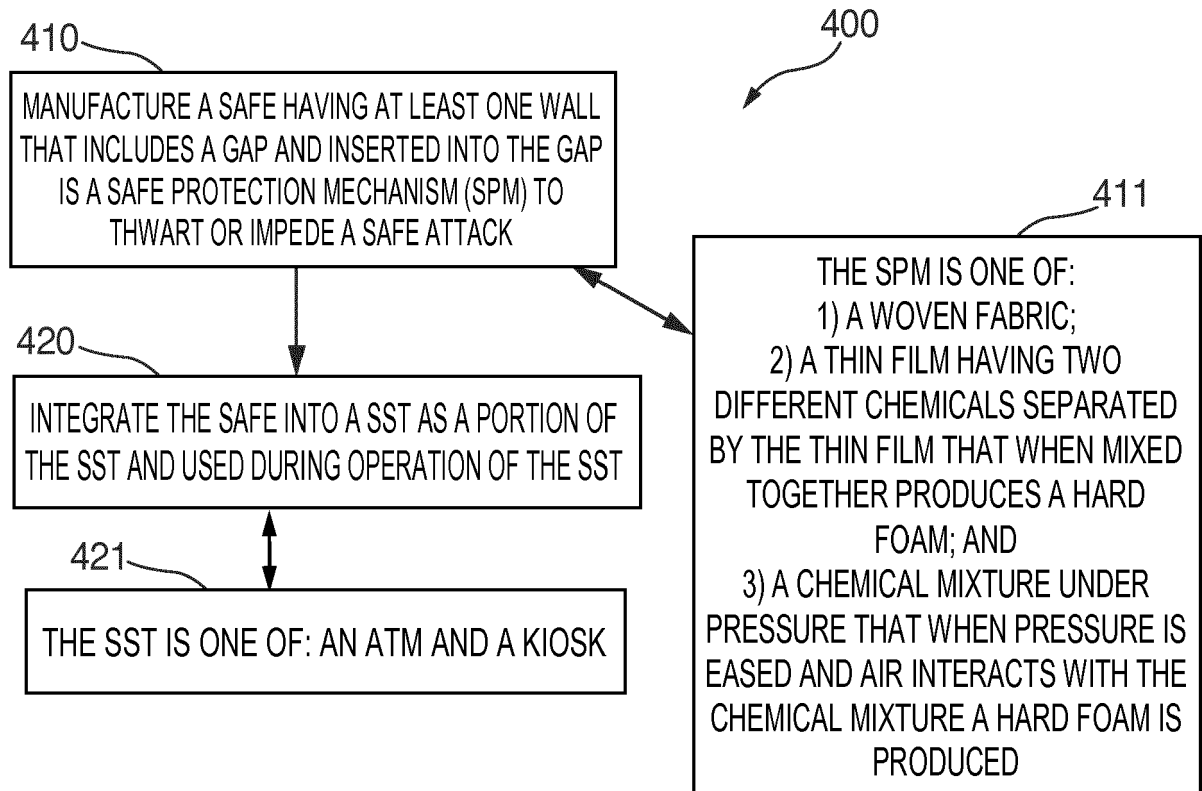 410
400
MANUFACTURE A SAFE HAVING AT LEAST ONE WALL
THAT INCLUDES A GAP AND INSERTED INTO THE GAP
IS A SAFE PROTECTION MECHANISM (SPM) TO
THWART OR IMPEDE A SAFE ATTACK
411
THE SPM IS ONE OF:
1) A WOVEN FABRIC;
2) A THIN FILM HAVING TWO
DIFFERENT CHEMICALS SEPARATED
BY THE THIN FILM THAT WHEN MIXED
TOGETHER PRODUCES A HARD
FOAM; AND
3) A CHEMICAL MIXTURE UNDER
PRESSURE THAT WHEN PRESSURE IS
EASED AND AIR INTERACTS WITH THE
CHEMICAL MIXTURE A HARD FOAM IS
PRODUCED
420
INTEGRATE THE SAFE INTO A SST AS A PORTION OF
THE SST AND USED DURING OPERATION OF THE SST
421
THE SST IS ONE OF: AN ATM AND A KIOSK